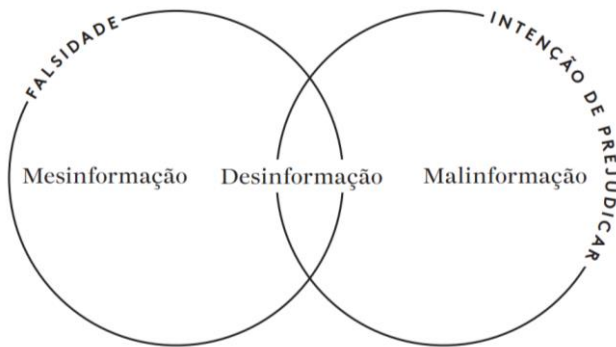 FALSIDADE
INTENÇÃO DE PREJUDICAR
Mesinformação Desinformação Malinformação